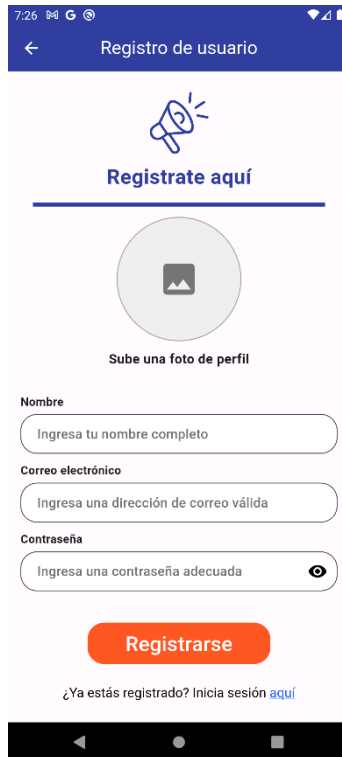 7:26
Registro de usuario
Registrate aquí
Sube una foto de perfil
Nombre
Ingresa tu nombre completo
Correo electrónico
Ingresa una dirección de correo válida
Contraseña
Ingresa una contraseña adecuada
Registrarse
¿Ya estás registrado? Inicia sesión aquí